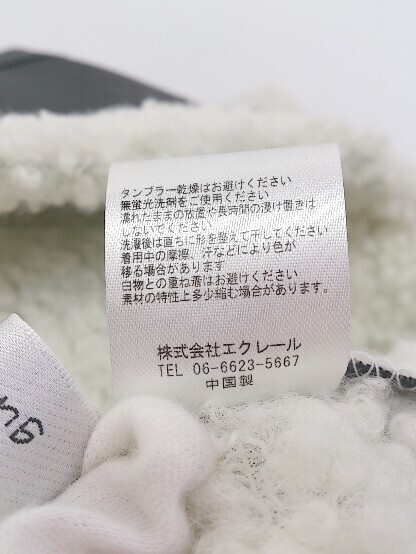 タンブラー乾燥はお避けください
無蛍光洗剤をご使用ください
濡れたままの放置や長時間の浸け置きは
しないでください
洗濯後は直ちに形を整えて干してください
着用中の摩擦、汗などにより色が
移る場合があります
白物との重ね着はお避けください
素材の特性上多少縮む場合があります。
株式会社エクレール
TEL 06-6623-5667
中国製